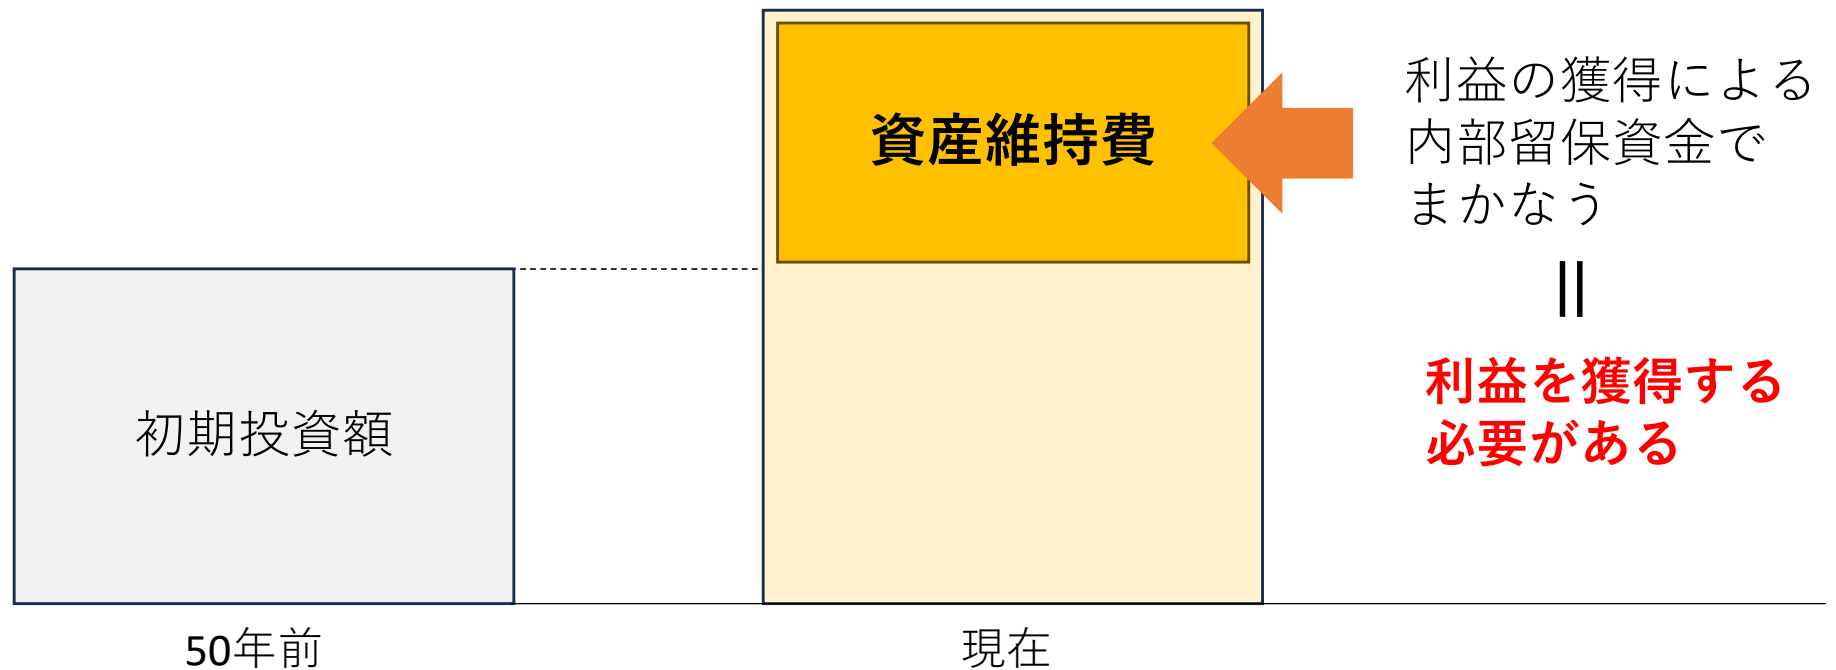 資産維持費
利益の獲得による
内部留保資金で
まかなう
||
利益を獲得する
必要がある
初期投資額
50年前
現在